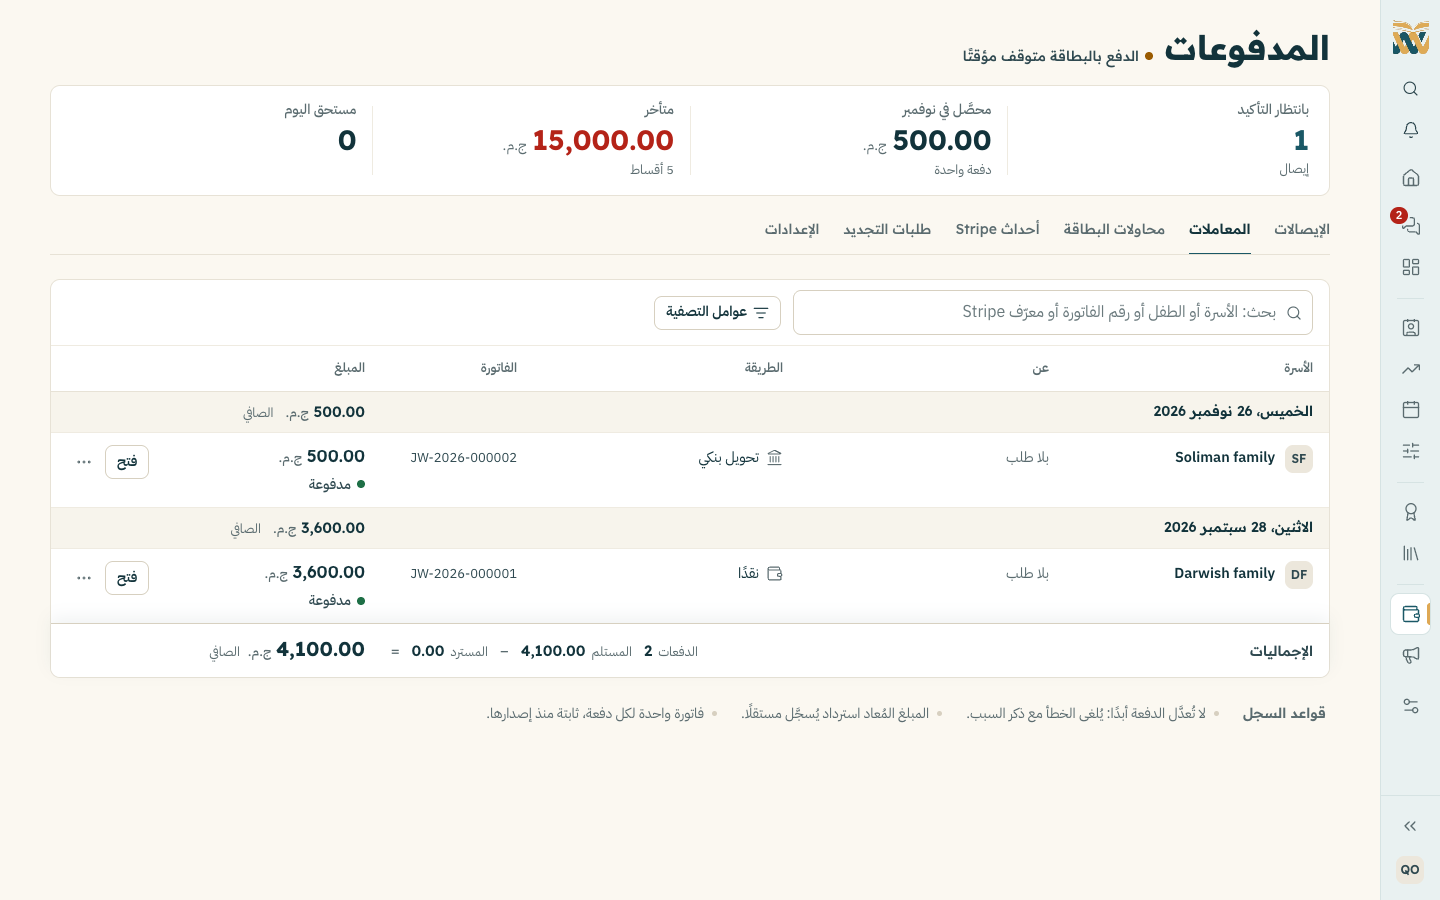 المدفوعات
الدفع بالبطاقة متوقف مؤقتًا
بانتظار التأكيد
1
إيصال
محصَّل في نوفمبر
500.00 ج.م.
دفعة واحدة
متأخر
15,000.00 ج.م.
5 أقساط
مستحق اليوم
0
الإيصالات
المعاملات
محاولات البطاقة
أحداث Stripe
طلبات التجديد
الإعدادات
بحث: الأسرة أو الطفل أو رقم الفاتورة أو معرّف Stripe
عوامل التصفية
الأسرة عن الطريقة الفاتورة المبلغ
الخميس، 26 نوفمبر 2026 500.00 ج.م. الصافي
SF Soliman family بلا طلب تحويل بنكي JW-2026-000002 500.00 ج.م. فتح
مدفوعة
الاثنين، 28 سبتمبر 2026 3,600.00 ج.م. الصافي
DF Darwish family بلا طلب نقدًا JW-2026-000001 3,600.00 ج.م. فتح
مدفوعة
الإجماليات الدفعات 2 المستلم 4,100.00 − المسترد 0.00 = 4,100.00 ج.م. الصافي
قواعد السجل • لا تُعدَّل الدفعة أبدًا: يُلغى الخطأ مع ذكر السبب. • المبلغ المُعاد استرداد يُسجَّل مستقلًا. • فاتورة واحدة لكل دفعة، ثابتة منذ إصدارها.
2
QO